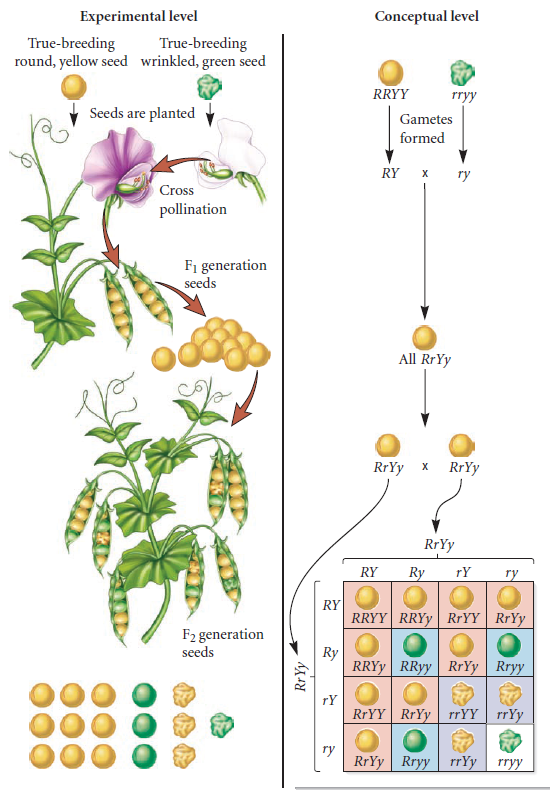 Experimental level
True-breeding
round, yellow seed
True-breeding
wrinkled, green seed
Seeds are planted
Cross
pollination
F1 generation
seeds
F2 generation
seeds
Conceptual level
RRYY
rryy
Gametes
formed
RY x ry
All RrYy
RrYy x RrYy
RrYy
RY Ry rY ry
RrYy
RY
RRYY RRYy RrYY RrYy
Ry
RRYy RRyy RrYy Rryy
rY
RrYY RrYy rrYY rrYy
ry
RrYy Rryy rrYy rryy